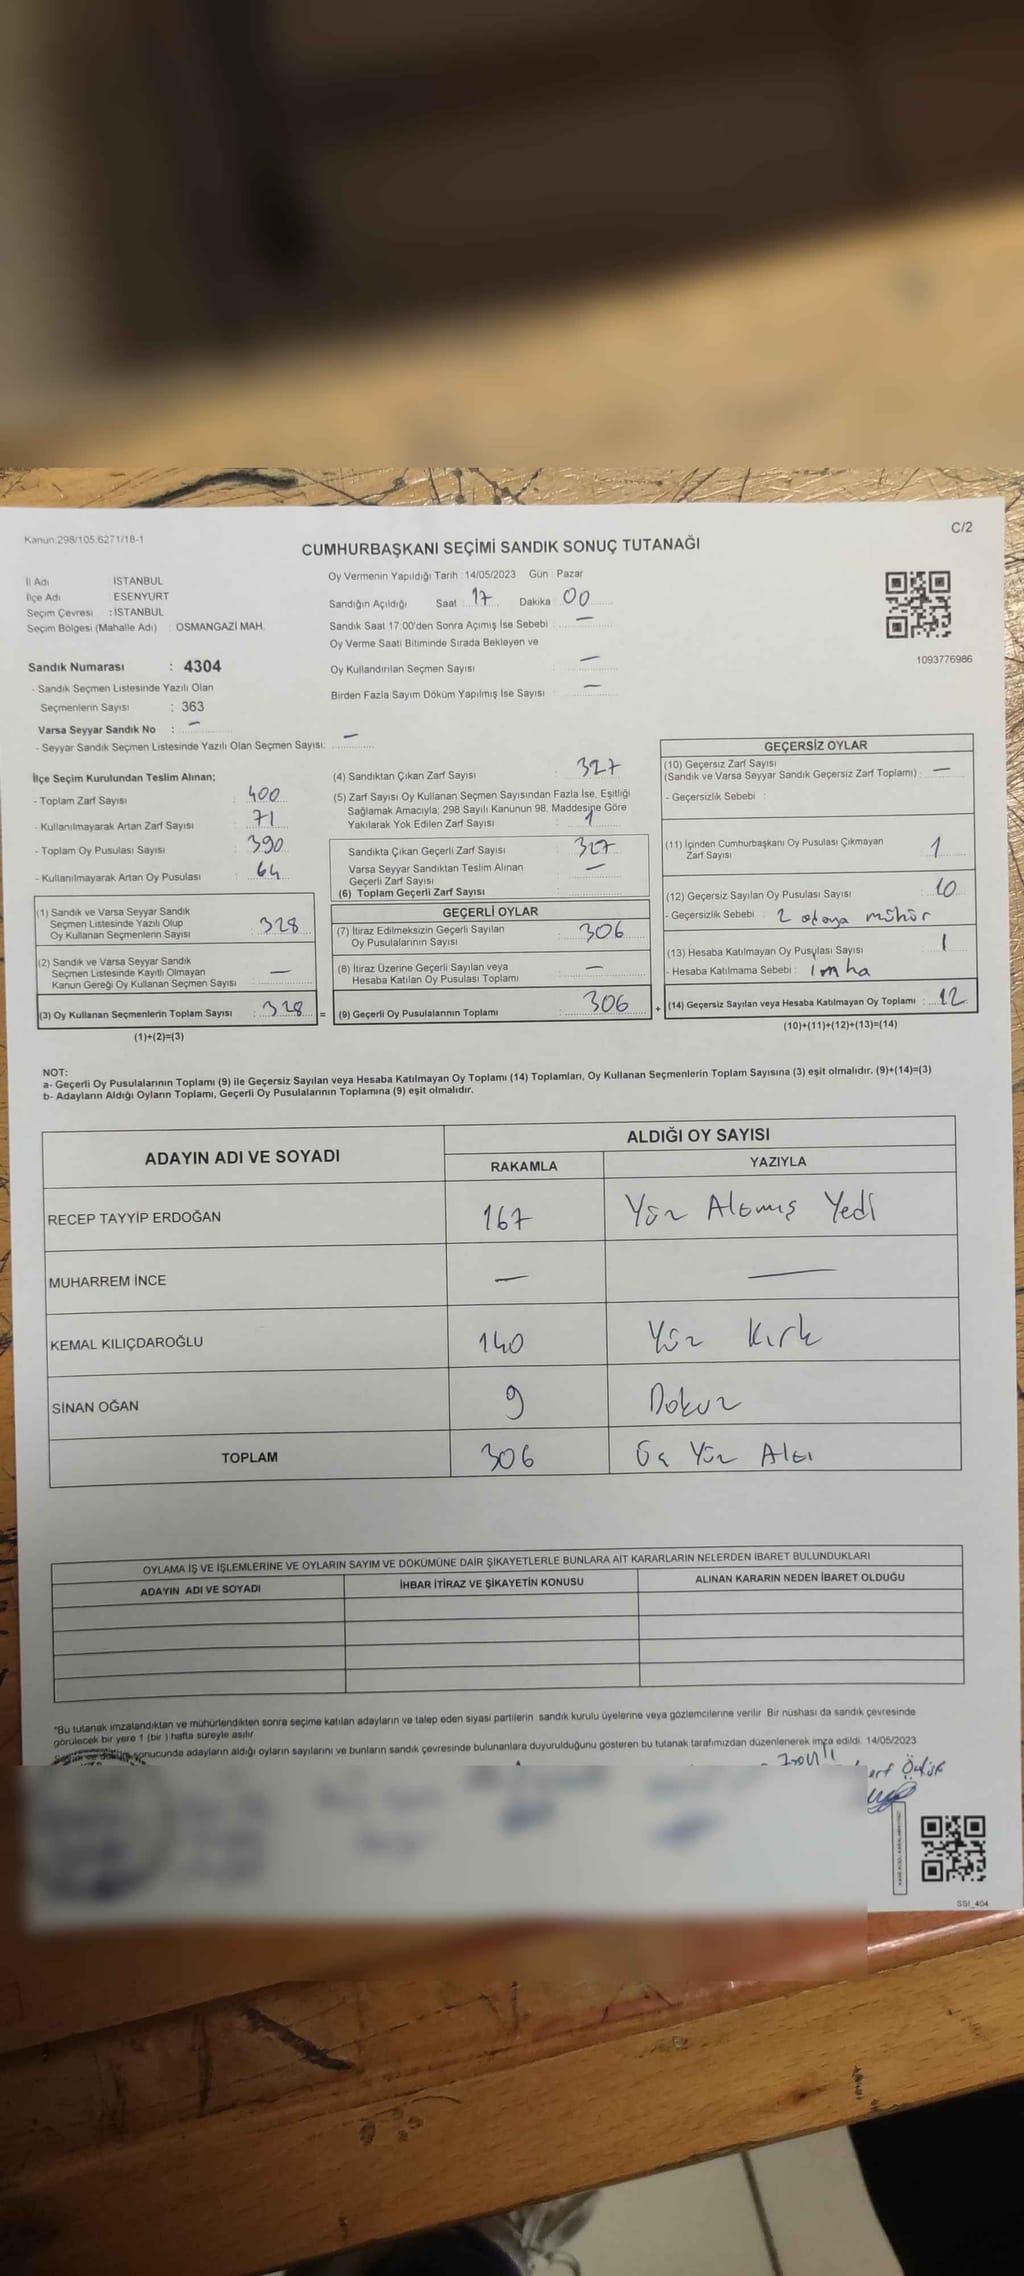 Kanun:298/105.6271/18-1
C/2
CUMHURBAŞKANI SEÇİMİ SANDIK SONUÇ TUTANAĞI
İl Adı İSTANBUL
İlçe Adı ESENYURT
Seçim Çevresi : İSTANBUL
Seçim Bölgesi (Mahalle Adı) : OSMANGAZİ MAH.
Sandık Numarası : 4304
- Sandık Seçmen Listesinde Yazılı Olan
Seçmenlerin Sayısı : 363
Varsa Seyyar Sandık No : —
- Seyyar Sandık Seçmen Listesinde Yazılı Olan Seçmen Sayısı: —
Oy Vermenin Yapıldığı Tarih : 14/05/2023 Gün : Pazar
Sandığın Açıldığı Saat 17 Dakika 00
Sandık Saat 17:00'den Sonra Açımış İse Sebebi : —
Oy Verme Saati Bitiminde Sırada Bekleyen ve
Oy Kullandırılan Seçmen Sayısı : —
Birden Fazla Sayım Döküm Yapılmış İse Sayısı : —
1093776986
İlçe Seçim Kurulundan Teslim Alınan;
- Toplam Zarf Sayısı : 400
- Kullanılmayarak Artan Zarf Sayısı : 71
- Toplam Oy Pusulası Sayısı : 390
- Kullanılmayarak Artan Oy Pusulası : 64
(1) Sandık ve Varsa Seyyar Sandık
Seçmen Listesinde Yazılı Olup
Oy Kullanan Seçmenlerin Sayısı : 328
(2) Sandık ve Varsa Seyyar Sandık
Seçmen Listesinde Kayıtlı Olmayan
Kanun Gereği Oy Kullanan Seçmen Sayısı : —
(3) Oy Kullanan Seçmenlerin Toplam Sayısı : 328 =
(1)+(2)=(3)
(4) Sandıktan Çıkan Zarf Sayısı : 327
(5) Zarf Sayısı Oy Kullanan Seçmen Sayısından Fazla İse, Eşitliği
Sağlamak Amacıyla; 298 Sayılı Kanunun 98. Maddesine Göre
Yakılarak Yok Edilen Zarf Sayısı : 1
Sandıkta Çıkan Geçerli Zarf Sayısı : 327
Varsa Seyyar Sandıktan Teslim Alınan
Geçerli Zarf Sayısı : —
(6) Toplam Geçerli Zarf Sayısı :
GEÇERLİ OYLAR
(7) İtiraz Edilmeksizin Geçerli Sayılan
Oy Pusulalarının Sayısı : 306
(8) İtiraz Üzerine Geçerli Sayılan veya
Hesaba Katılan Oy Pusulası Toplamı : —
(9) Geçerli Oy Pusulalarının Toplamı : 306 +
GEÇERSİZ OYLAR
(10) Geçersiz Zarf Sayısı
(Sandık ve Varsa Seyyar Sandık Geçersiz Zarf Toplamı) : —
- Geçersizlik Sebebi :
(11) İçinden Cumhurbaşkanı Oy Pusulası Çıkmayan
Zarf Sayısı : 1
(12) Geçersiz Sayılan Oy Pusulası Sayısı : 10
- Geçersizlik Sebebi : 2 adaya mühür
(13) Hesaba Katılmayan Oy Pusulası Sayısı : 1
- Hesaba Katılmama Sebebi : imha
(14) Geçersiz Sayılan veya Hesaba Katılmayan Oy Toplamı : 12
(10)+(11)+(12)+(13)=(14)
NOT:
a- Geçerli Oy Pusulalarının Toplamı (9) ile Geçersiz Sayılan veya Hesaba Katılmayan Oy Toplamı (14) Toplamları, Oy Kullanan Seçmenlerin Toplam Sayısına (3) eşit olmalıdır. (9)+(14)=(3)
b- Adayların Aldığı Oyların Toplamı, Geçerli Oy Pusulalarının Toplamına (9) eşit olmalıdır.
ADAYIN ADI VE SOYADI
ALDIĞI OY SAYISI
RAKAMLA YAZIYLA
RECEP TAYYİP ERDOĞAN 167 Yüz Altmış Yedi
MUHARREM İNCE — —
KEMAL KILIÇDAROĞLU 140 Yüz Kırk
SİNAN OĞAN 9 Dokuz
TOPLAM 306 Üç Yüz Altı
OYLAMA İŞ VE İŞLEMLERİNE VE OYLARIN SAYIM VE DÖKÜMÜNE DAİR ŞİKAYETLERLE BUNLARA AİT KARARLARIN NELERDEN İBARET BULUNDUKLARI
ADAYIN ADI VE SOYADI İHBAR İTİRAZ VE ŞİKAYETİN KONUSU ALINAN KARARIN NEDEN İBARET OLDUĞU
*Bu tutanak imzalandıktan ve mühürlendikten sonra seçime katılan adayların ve talep eden siyasi partilerin sandık kurulu üyelerine veya gözlemcilerine verilir. Bir nüshası da sandık çevresinde
görülecek bir yere 1 (bir ) hafta süreyle asılır.
sonucunda adayların aldığı oyların sayılarını ve bunların sandık çevresinde bulunanlara duyurulduğunu gösteren bu tutanak tarafımızdan düzenlenerek imza edildi. 14/05/2023
SSI_404